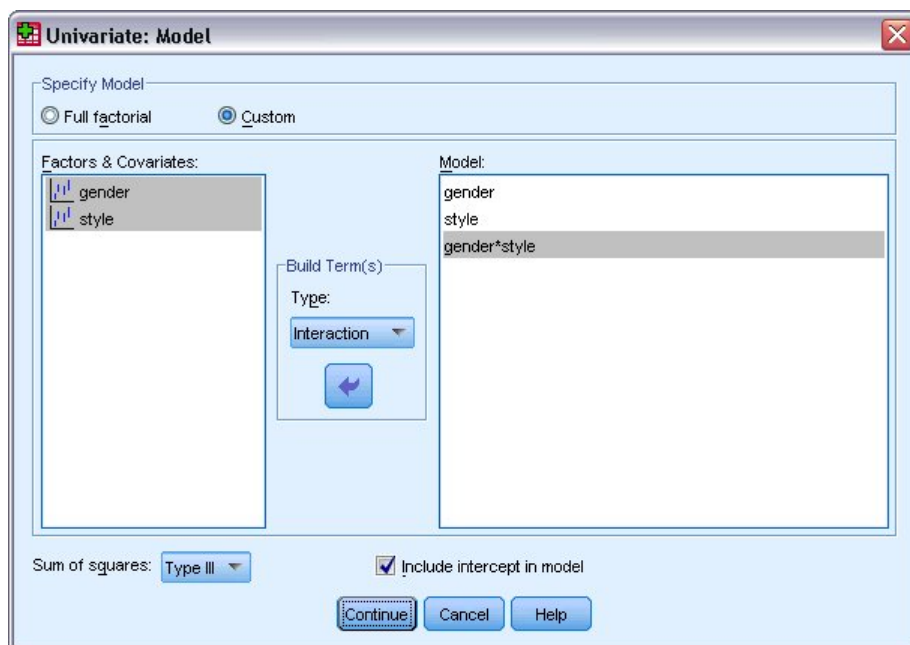 Univariate: Model
Specify Model
Full factorial
Custom
Factors & Covariates:
gender
style
Build Term(s)
Type:
Interaction
Model:
gender
style
gender*style
Sum of squares: Type III
Include intercept in model
Continue Cancel Help